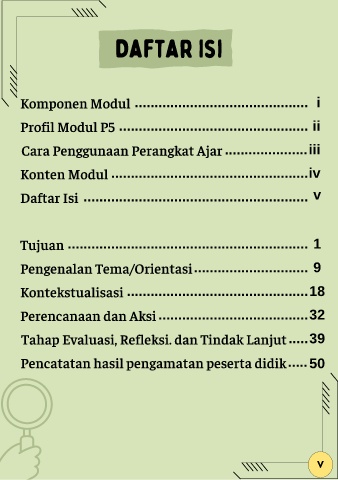 DAFTAR ISI
Komponen Modul ........................................... i
Profil Modul P5 ............................................... ii
Cara Penggunaan Perangkat Ajar .................... iii
Konten Modul ................................................. iv
Daftar Isi ........................................................ v
Tujuan ............................................................ 1
Pengenalan Tema/Orientasi ............................ 9
Kontekstualisasi ............................................. 18
Perencanaan dan Aksi ..................................... 32
Tahap Evaluasi, Refleksi. dan Tindak Lanjut ..... 39
Pencatatan hasil pengamatan peserta didik ..... 50
v